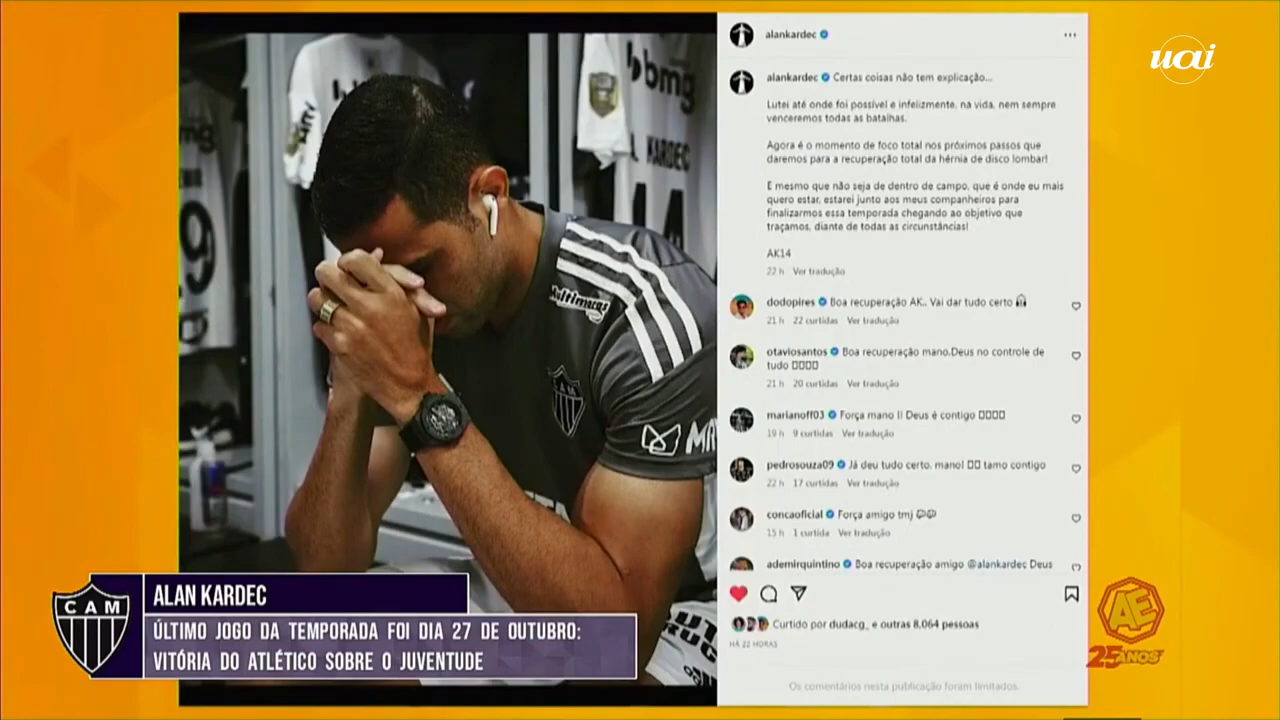 uai
alankardec
alankardec Certas coisas não tem explicação...
Lutei até onde foi possível e infelizmente, na vida, nem sempre
venceremos todas as batalhas.
Agora é o momento de foco total nos próximos passos que
daremos para a recuperação total da hérnia de disco lombar!
E mesmo que não seja de dentro de campo, que é onde eu mais
quero estar, estarei junto aos meus companheiros para
finalizarmos essa temporada chegando ao objetivo que
traçamos, diante de todas as circunstâncias!
AK14
22 h Ver tradução
dodopires Boa recuperação AK.. Vai dar tudo certo
21 h 22 curtidas Ver tradução
otaviosantos Boa recuperação mano.Deus no controle de
tudo
21 h 20 curtidas Ver tradução
marianoff03 Força mano !! Deus é contigo
19 h 9 curtidas Ver tradução
pedrosouza09 Já deu tudo certo, mano!  tamo contigo
22 h 17 curtidas Ver tradução
concaoficial Força amigo tmj
15 h 1 curtida Ver tradução
ademirquintino Boa recuperação amigo @alankardec Deus
Curtido por dudacg_ e outras 8,064 pessoas
HÁ 22 HORAS
Os comentários nesta publicação foram limitados.
bmg
KARDEC
14
CAM
CAM
ALAN KARDEC
ÚLTIMO JOGO DA TEMPORADA FOI DIA 27 DE OUTUBRO:
VITÓRIA DO ATLÉTICO SOBRE O JUVENTUDE
AE
25 ANOS